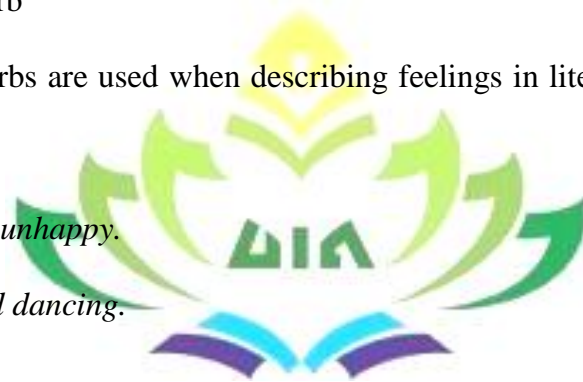 rbs are used when describing feelings in lite
unhappy.
UIN
dancing.